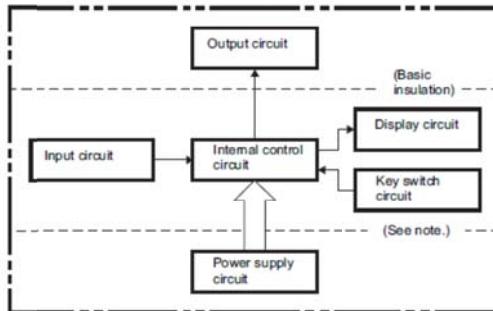 Output circuit
(Basic
insulation)
Display circuit
Input circuit
Internal control
circuit
Key switch
circuit
(See note.)
Power supply
circuit